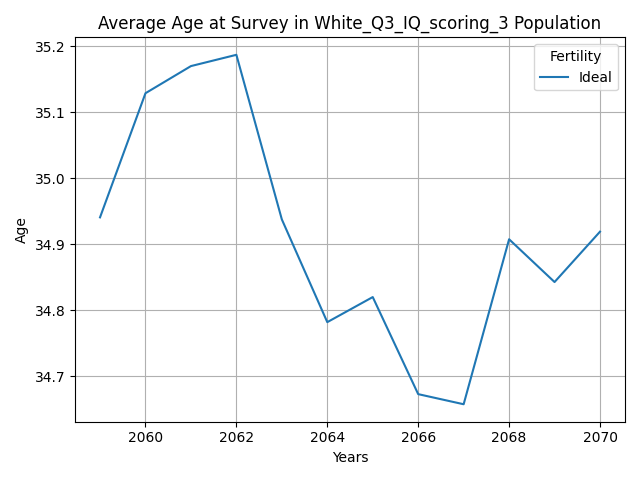 Average Age at Survey in White_Q3_IQ_scoring_3 Population
Fertility
Ideal
35.2
35.1
35.0
34.9
34.8
34.7
Age
2060 2062 2064 2066 2068 2070
Years